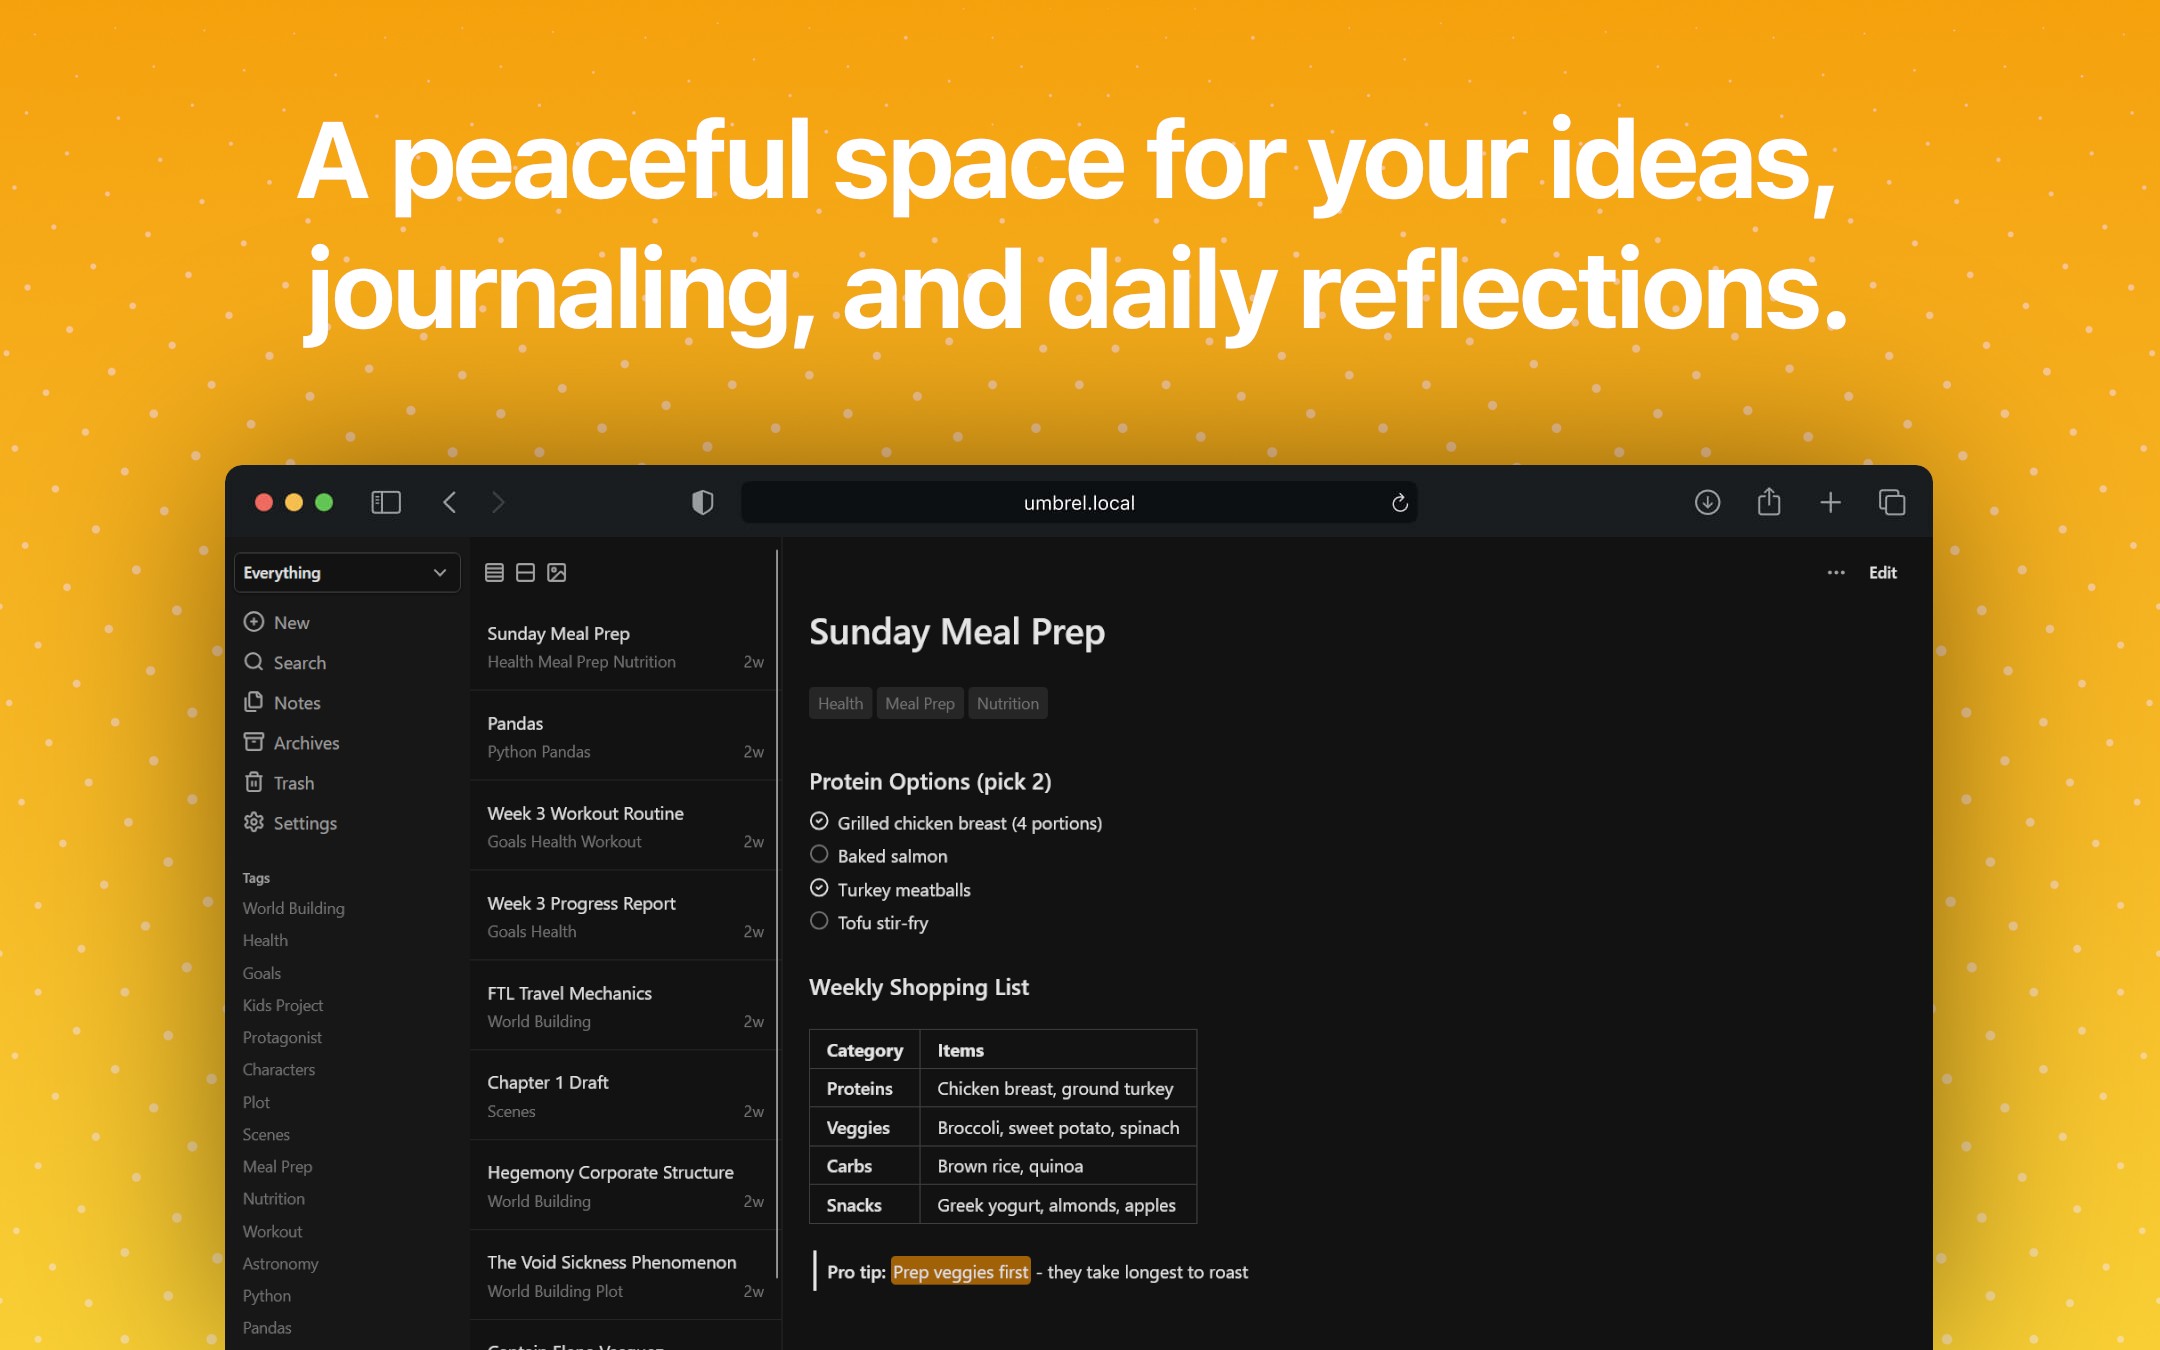 A peaceful space for your ideas,
journaling, and daily reflections.
umbrel.local
Everything
New
Search
Notes
Archives
Trash
Settings
Tags
World Building
Health
Goals
Kids Project
Protagonist
Characters
Plot
Scenes
Meal Prep
Nutrition
Workout
Astronomy
Python
Pandas
Sunday Meal Prep
Health Meal Prep Nutrition 2w
Pandas
Python Pandas 2w
Week 3 Workout Routine
Goals Health Workout 2w
Week 3 Progress Report
Goals Health 2w
FTL Travel Mechanics
World Building 2w
Chapter 1 Draft
Scenes 2w
Hegemony Corporate Structure
World Building 2w
The Void Sickness Phenomenon
World Building Plot 2w
Edit
Sunday Meal Prep
Health Meal Prep Nutrition
Protein Options (pick 2)
Grilled chicken breast (4 portions)
Baked salmon
Turkey meatballs
Tofu stir-fry
Weekly Shopping List
Category Items
Proteins Chicken breast, ground turkey
Veggies Broccoli, sweet potato, spinach
Carbs Brown rice, quinoa
Snacks Greek yogurt, almonds, apples
Pro tip: Prep veggies first - they take longest to roast